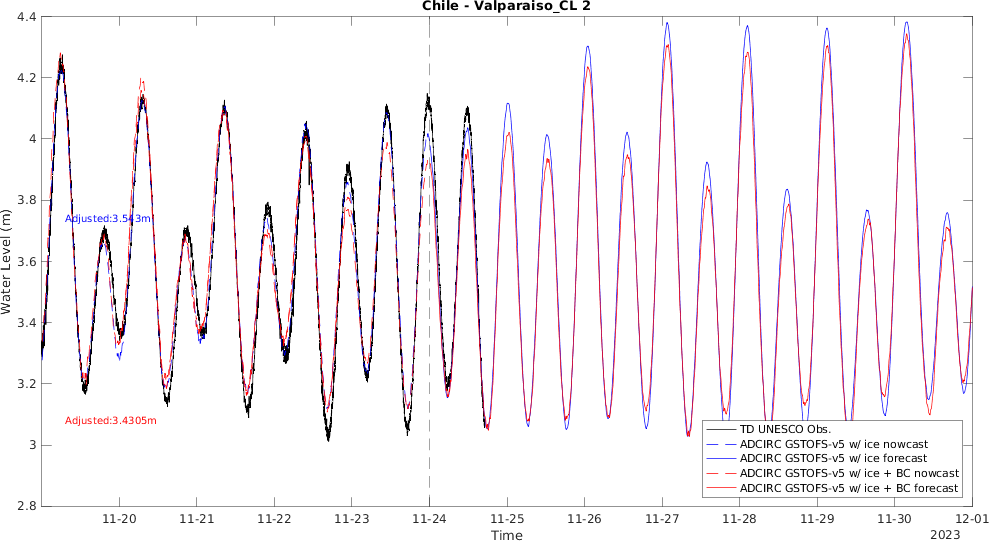 Chile - Valparaiso_CL 2
4.4
4.2
4
3.8
3.6
3.4
3.2
3
2.8
Water Level (m)
Adjusted:3.543m
Adjusted:3.4305m
TD UNESCO Obs.
ADCIRC GSTOFS-v5 w/ ice nowcast
ADCIRC GSTOFS-v5 w/ ice forecast
ADCIRC GSTOFS-v5 w/ ice + BC nowcast
ADCIRC GSTOFS-v5 w/ ice + BC forecast
11-20 11-21 11-22 11-23 11-24 11-25 11-26 11-27 11-28 11-29 11-30 12-01
Time
2023